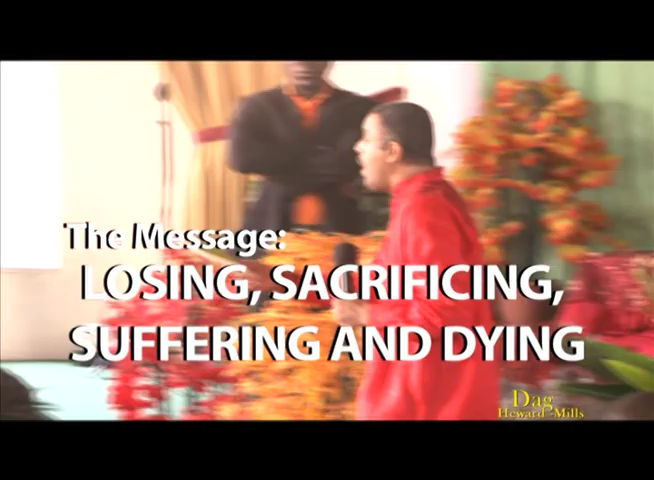 The Message:
LOSING, SACRIFICING,
SUFFERING AND DYING
Dag
Heward-Mills